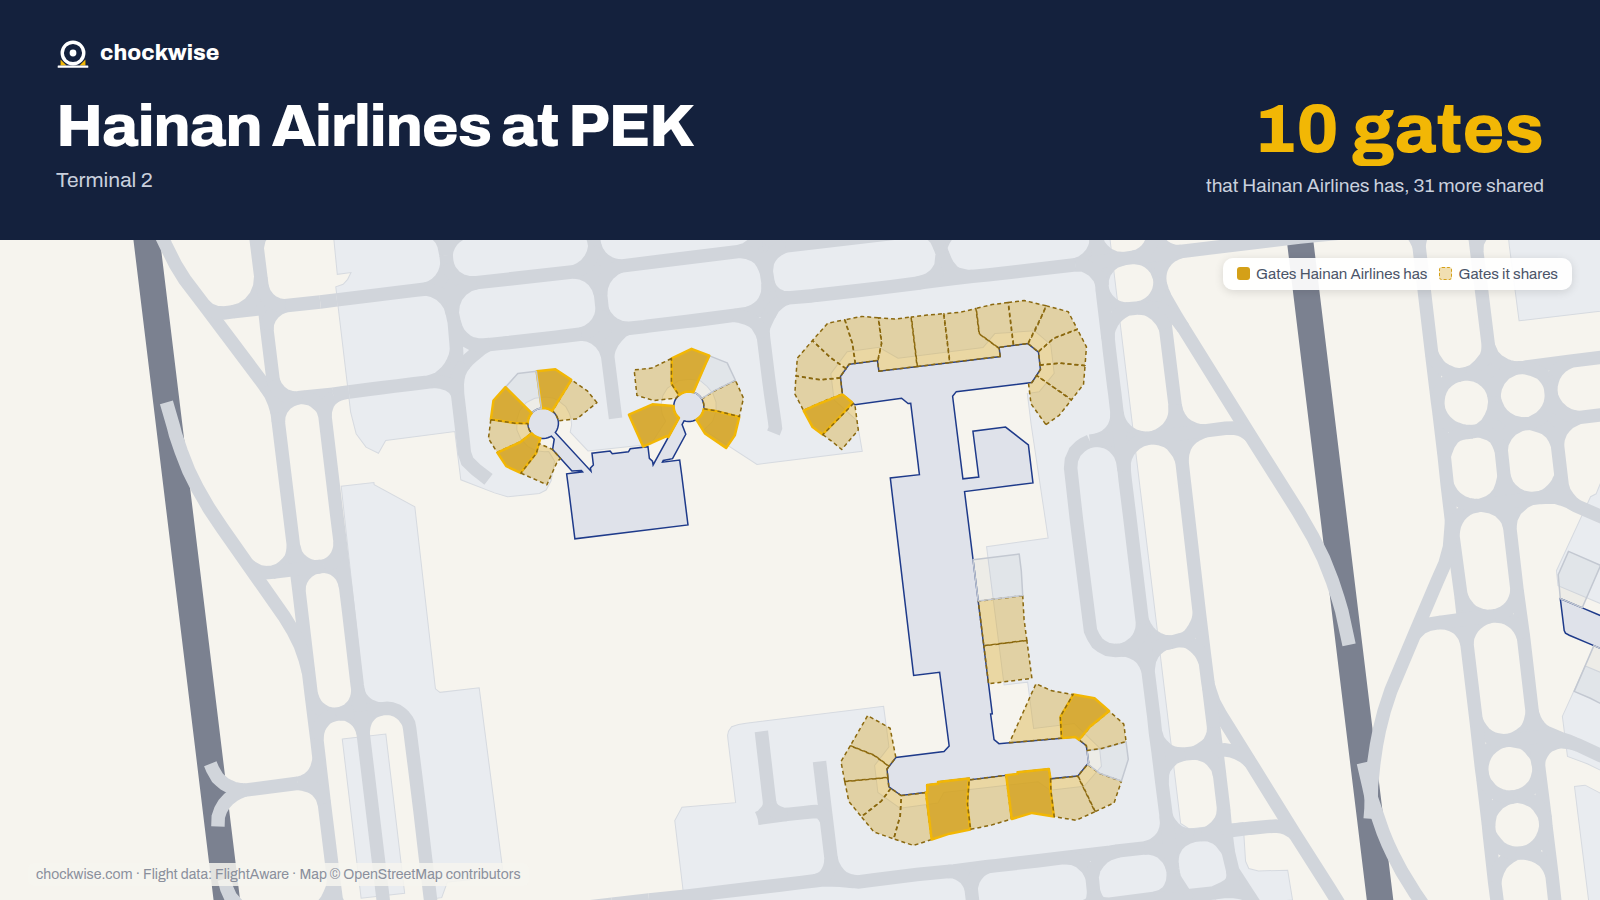 chockwise
Hainan Airlines at PEK
Terminal 2
10 gates
that Hainan Airlines has, 31 more shared
Gates Hainan Airlines has
Gates it shares
chockwise.com · Flight data: FlightAware · Map © OpenStreetMap contributors